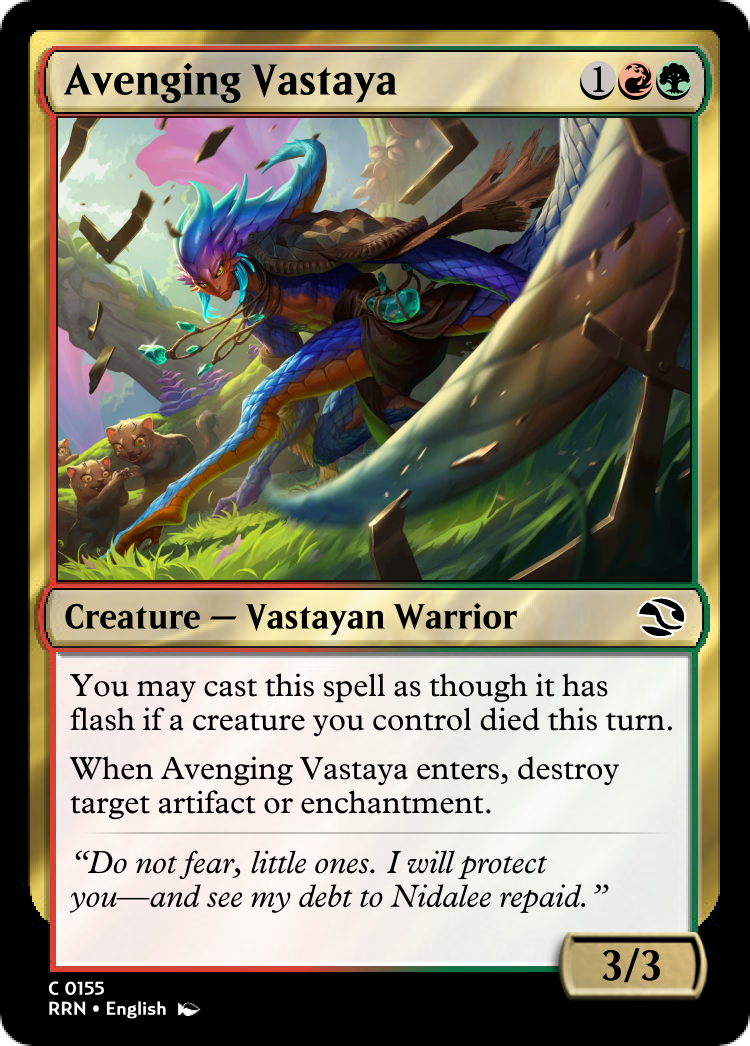 Avenging Vastaya
1
Creature — Vastayan Warrior
You may cast this spell as though it has
flash if a creature you control died this turn.
When Avenging Vastaya enters, destroy
target artifact or enchantment.
“Do not fear, little ones. I will protect
you—and see my debt to Nidalee repaid.”
3/3
C 0155
RRN • English